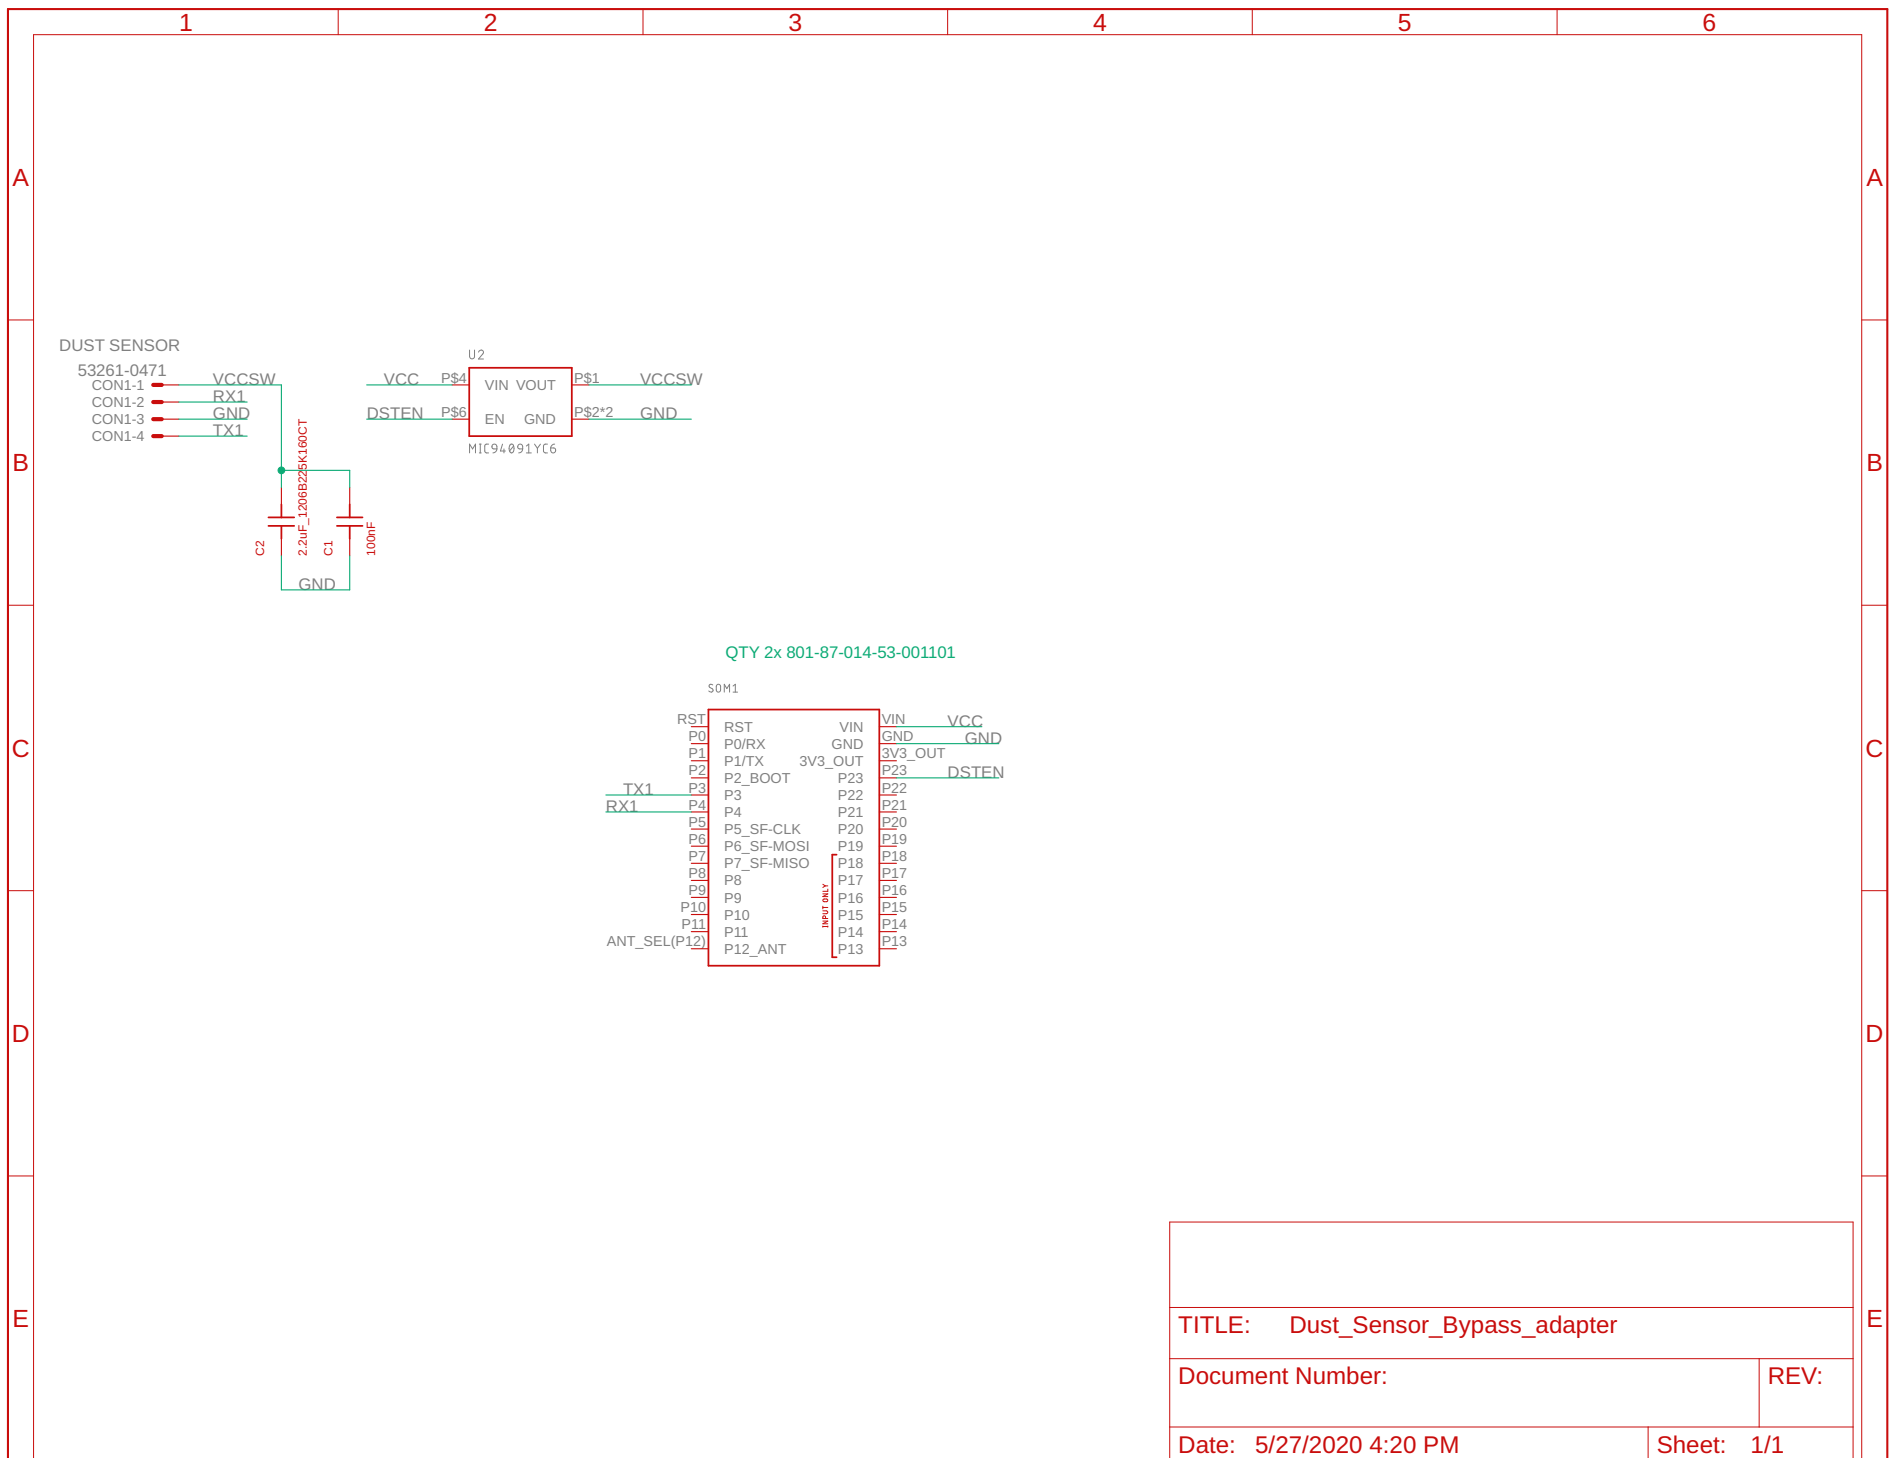 1 2 3 4 5 6
A A
DUST SENSOR
53261-0471
CON1-1 VCCSW
CON1-2 RX1
CON1-3 GND
CON1-4 TX1
U2
VCC P$4 VIN VOUT P$1 VCCSW
DSTEN P$6 EN GND P$2*2 GND
MIC94091YC6
B B
C2
2.2uF_1206B225K160CT
C1
100nF
GND
QTY 2x 801-87-014-53-001101
SOM1
RST RST VIN VIN VCC
P0 P0/RX GND GND GND
P1 P1/TX 3V3_OUT 3V3_OUT
P2 P2_BOOT P23 P23 DSTEN
TX1 P3 P3 P22 P22
RX1 P4 P4 P21 P21
P5 P5_SF-CLK P20 P20
P6 P6_SF-MOSI P19 P19
P7 P7_SF-MISO P18 P18
P8 P8 P17 P17
P9 P9 P16 P16
P10 P10 P15 P15
P11 P11 P14 P14
ANT_SEL(P12) P12_ANT P13 P13
INPUT ONLY
C C
D D
E E
TITLE: Dust_Sensor_Bypass_adapter
Document Number: REV:
Date: 5/27/2020 4:20 PM Sheet: 1/1